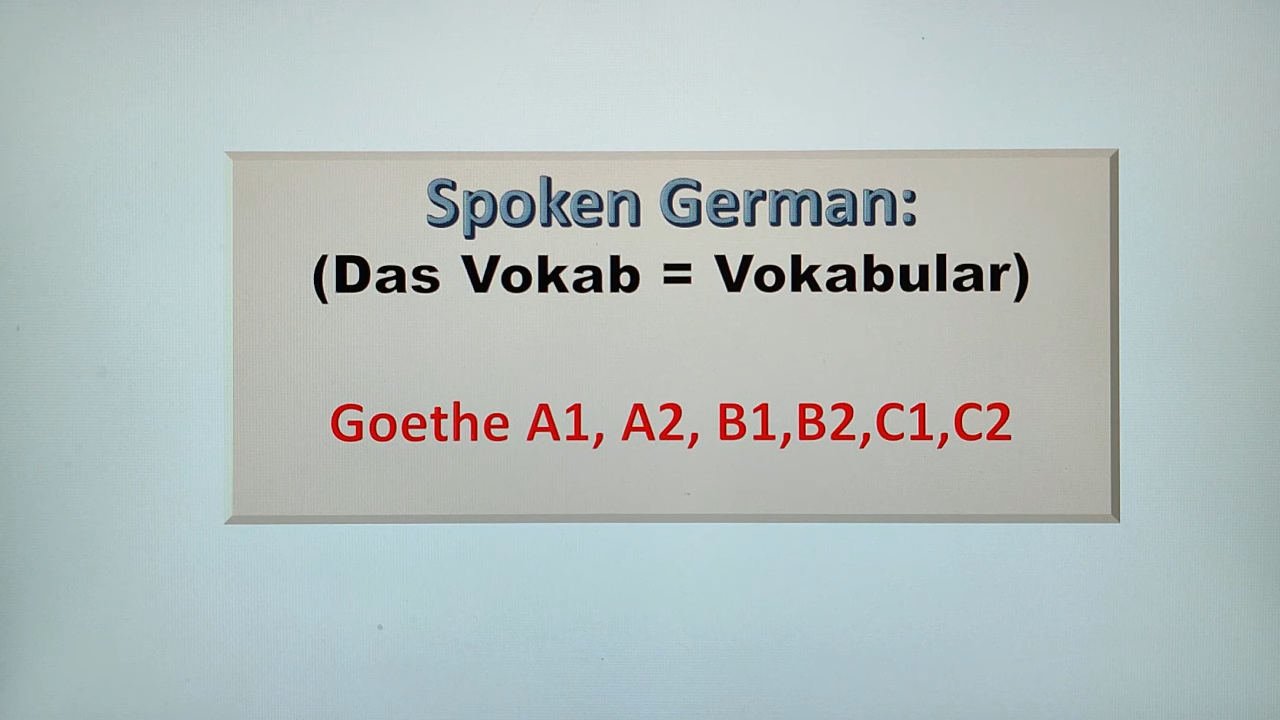 Spoken German:
(Das Vokab = Vokabular)
Goethe A1, A2, B1,B2,C1,C2